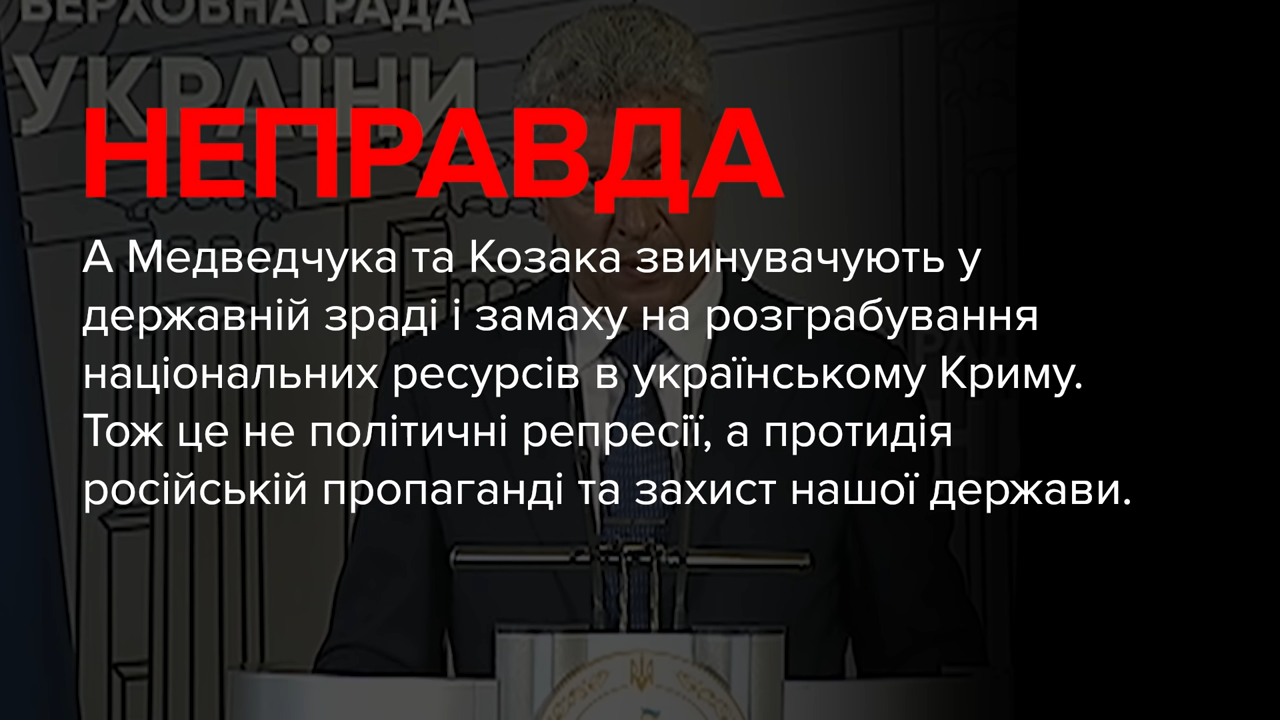 ВЕРХОВНА РАДА
УКРАЇНИ
НЕПРАВДА
А Медведчука та Козака звинувачують у
державній зраді і замаху на розграбування
національних ресурсів в українському Криму.
Тож це не політичні репресії, а протидія
російській пропаганді та захист нашої держави.